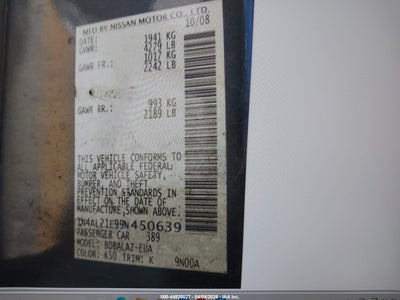 MFD BY NISSAN MOTOR CO., LTD.
DATE: 10/08
GVWR: 1941 KG
4279 LB
GAWR FR.: 1017 KG
2242 LB
GAWR RR.: 993 KG
2189 LB
THIS VEHICLE CONFORMS TO
ALL APPLICABLE FEDERAL
MOTOR VEHICLE SAFETY,
BUMPER, AND THEFT
PREVENTION STANDARDS IN
EFFECT ON THE DATE OF
MANUFACTURE SHOWN ABOVE.
1N4AL21E99N450639
PASSENGER CAR 389
MODEL: BDBALAZ-EUA
COLOR: K50 TRIM: K 9N00A